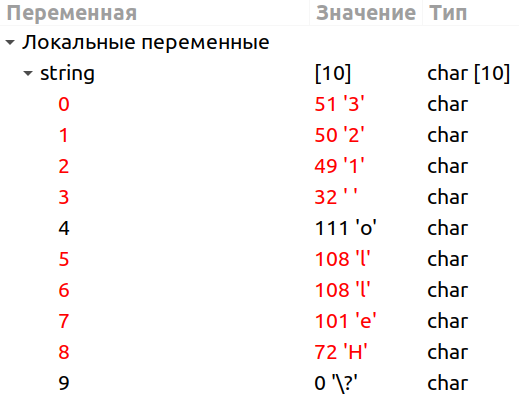 Переменная Значение Тип
Локальные переменные
string [10] char [10]
0 51 '3' char
1 50 '2' char
2 49 '1' char
3 32 ' ' char
4 111 'o' char
5 108 'l' char
6 108 'l' char
7 101 'e' char
8 72 'H' char
9 0 '\?' char